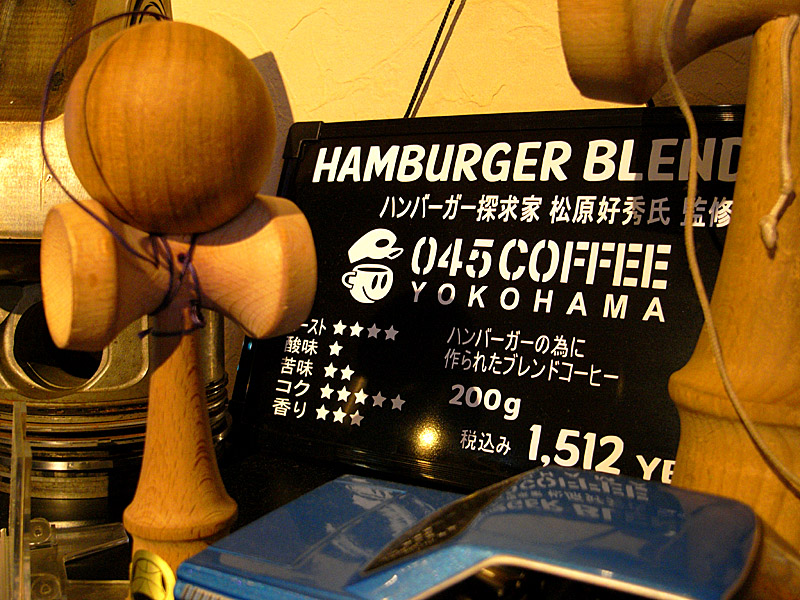 HAMBURGER BLEND
ハンバーガー探求家 松原好秀氏 監修
045 COFFEE
YOKOHAMA
ースト ★★★★
酸味 ★
苦味 ★★
コク ★★★★★
香り ★★★
ハンバーガーの為に
作られたブレンドコーヒー
200g
税込み 1,512 YE